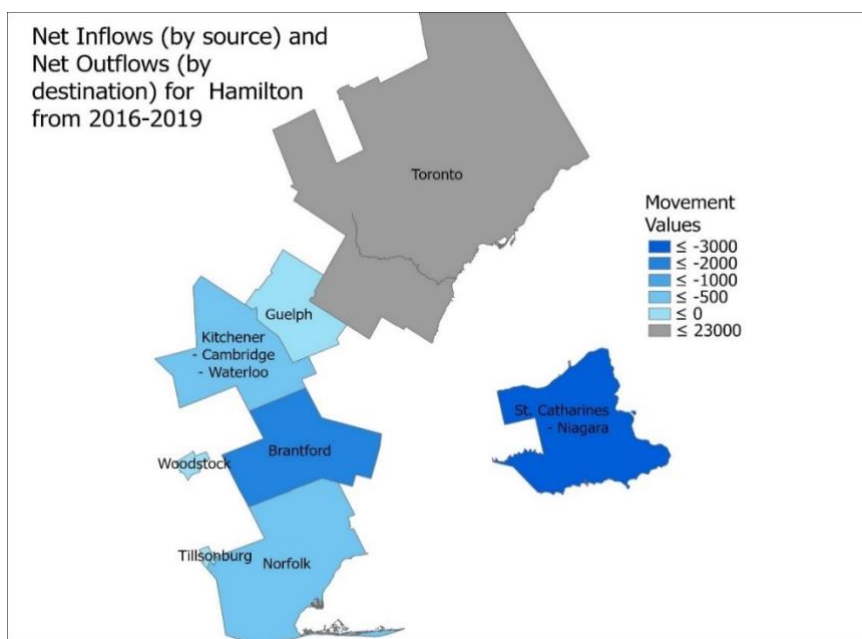 Net Inflows (by source) and
Net Outflows (by
destination) for Hamilton
from 2016-2019
Toronto
Movement
Values
≤ -3000
≤ -2000
≤ -1000
≤ -500
≤ 0
≤ 23000
Guelph
Kitchener
- Cambridge
- Waterloo
St. Catharines
- Niagara
Brantford
Woodstock
Tillsonburg
Norfolk